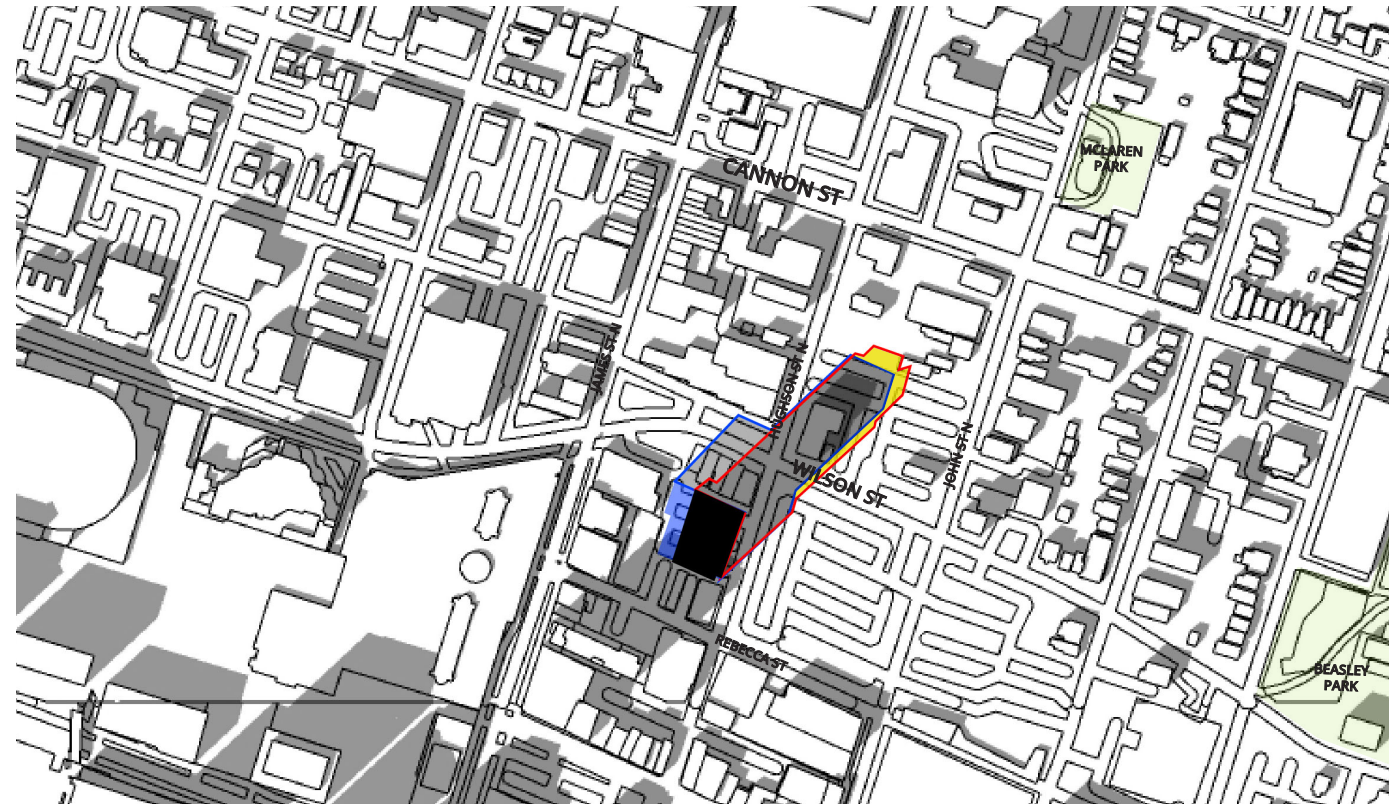 CANNON ST
MCLAREN
PARK
JAMES ST N
HUGHSON ST N
WILSON ST
JOHN ST N
REBECCA ST
BEASLEY
PARK